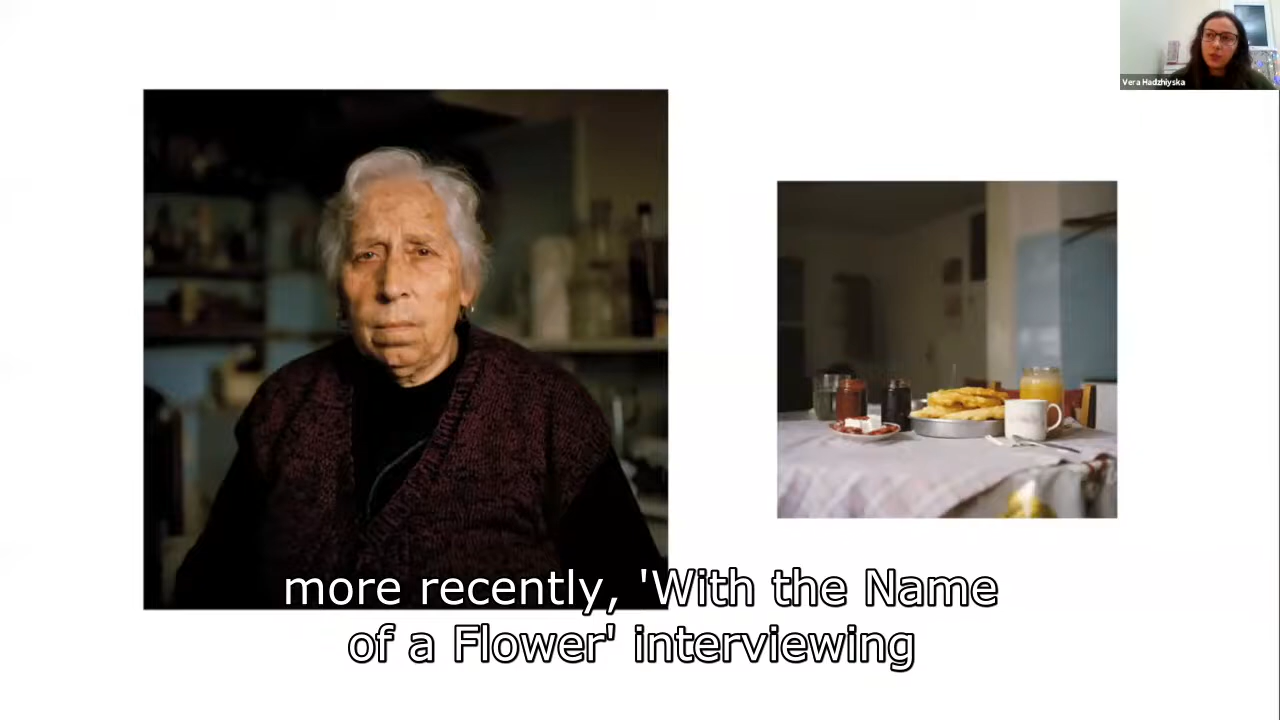 Vera Hadzhiyska
more recently, 'With the Name
of a Flower' interviewing